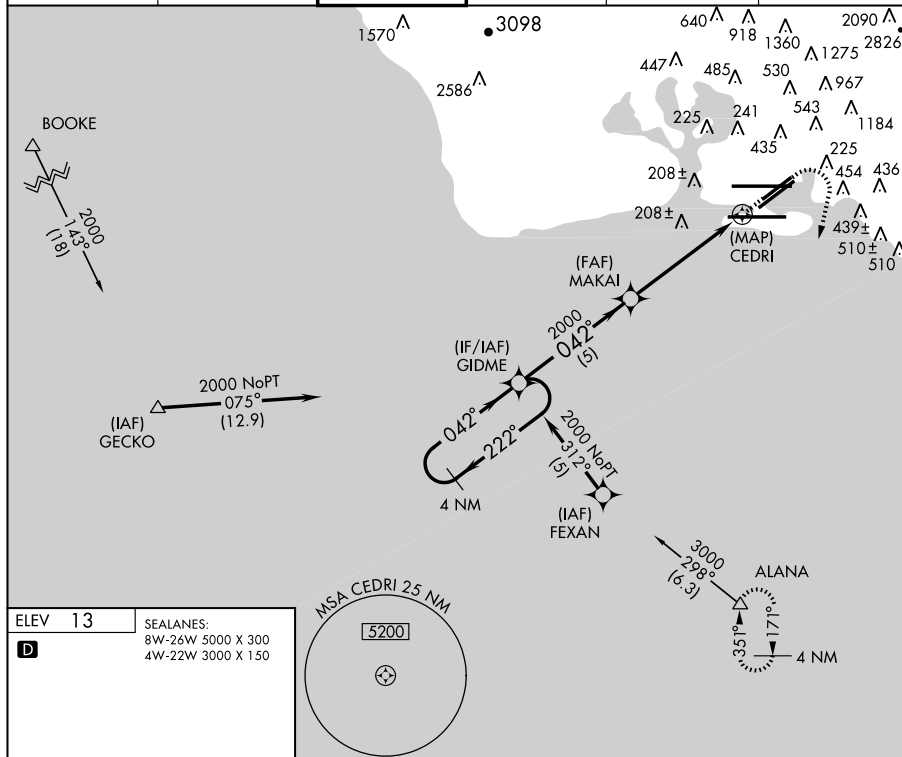 1570
3098
640
918
1360
2090
2826
1275
447
485
530
967
2586
543
1184
225
241
435
225
454
436
208±
208±
439±
510±
510
BOOKE
2000
143°
(18)
(MAP)
CEDRI
(FAF)
MAKAI
2000
042°
(5)
(IF/IAF)
GIDME
2000 NoPT
075°
(12.9)
(IAF)
GECKO
042°
222°
4 NM
2000 NoPT
312°
(5)
(IAF)
FEXAN
3000
298°
(6.3)
ALANA
351°
171°
4 NM
MSA CEDRI 25 NM
5200
ELEV 13
D
SEALANES:
8W-26W 5000 X 300
4W-22W 3000 X 150